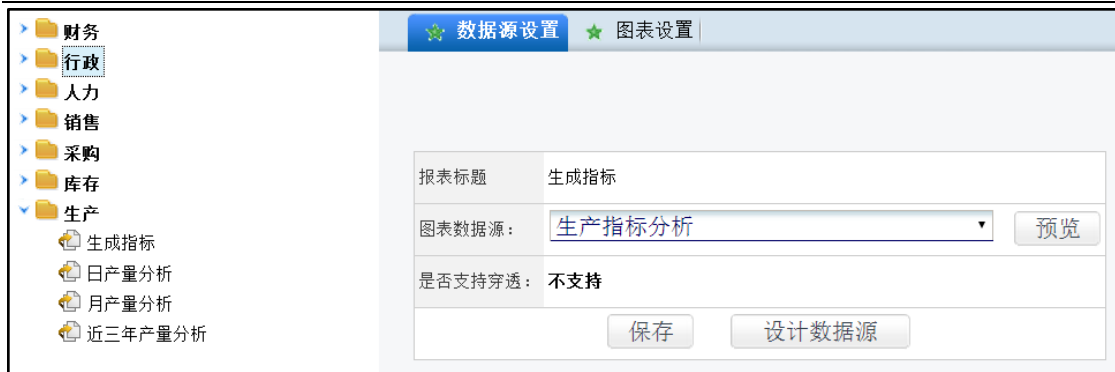 财务
行政
人力
销售
采购
库存
生产
生成指标
日产量分析
月产量分析
近三年产量分析
数据源设置 图表设置
报表标题 生成指标
图表数据源： 生产指标分析 预览
是否支持穿透： 不支持
保存 设计数据源